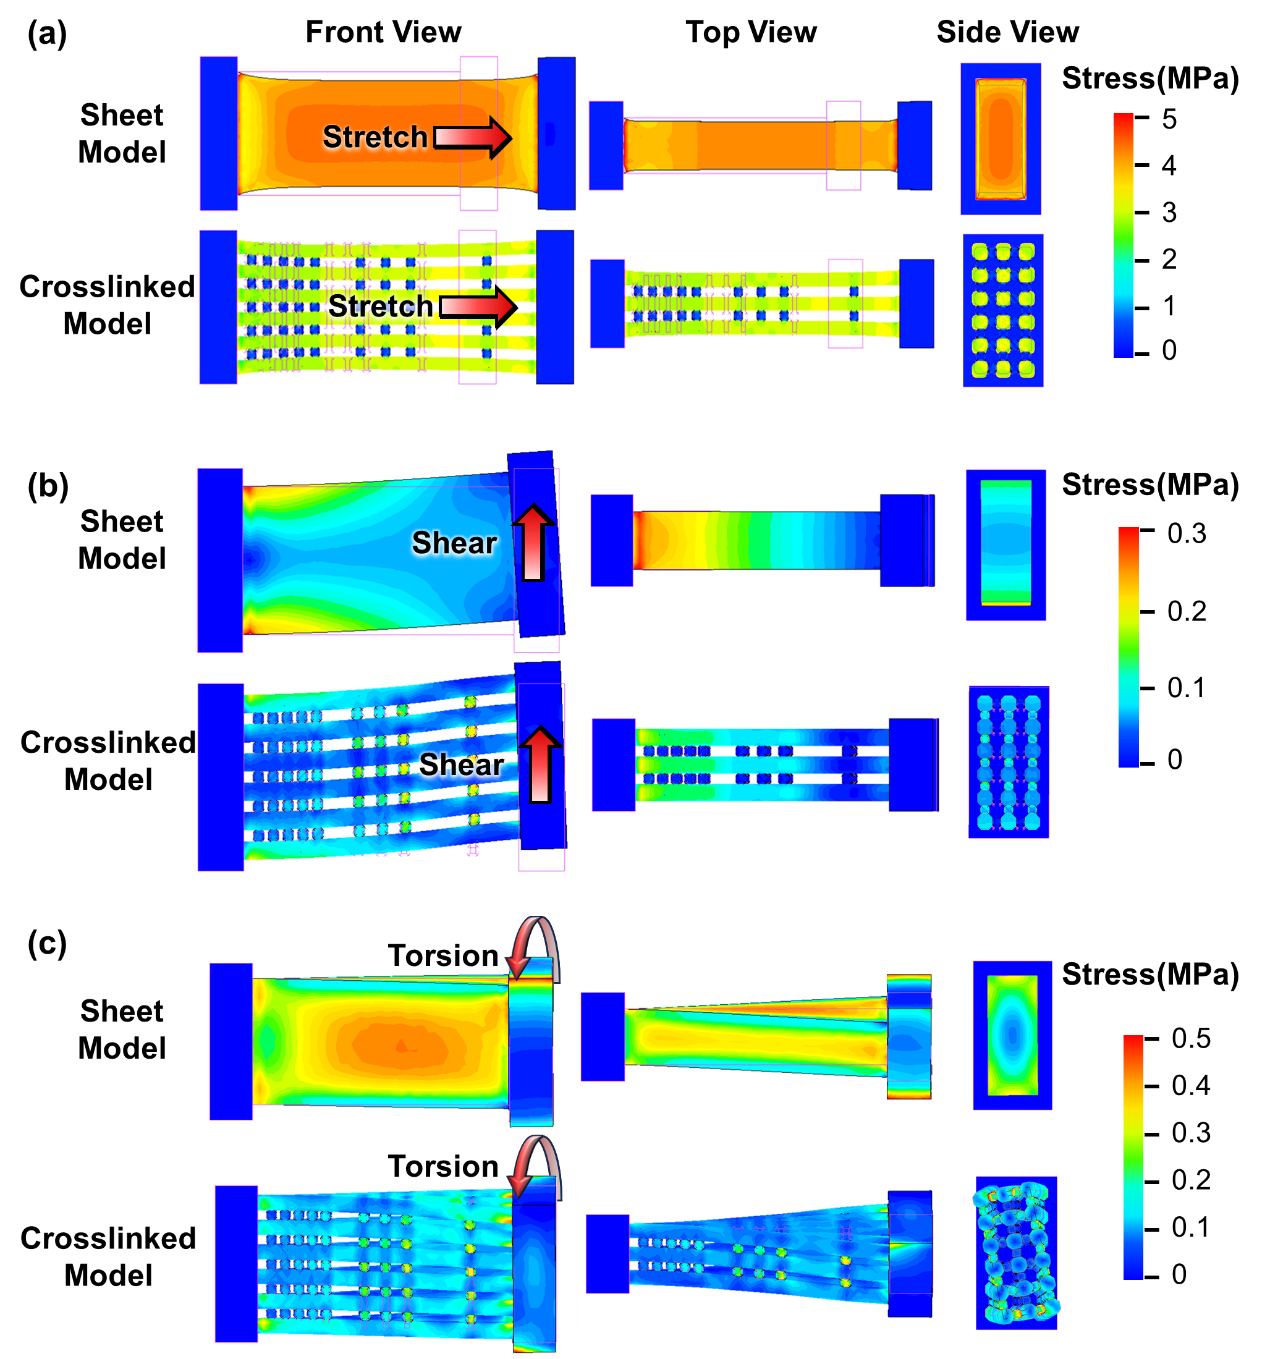 (a)
Front View
Top View
Side View
Sheet
Model
Stretch
Stress(MPa)
5
4
3
2
1
0
Crosslinked
Model
Stretch
(b)
Sheet
Model
Shear
Stress(MPa)
0.3
0.2
0.1
0
Crosslinked
Model
Shear
(c)
Torsion
Sheet
Model
Stress(MPa)
0.5
0.4
0.3
0.2
0.1
0
Torsion
Crosslinked
Model